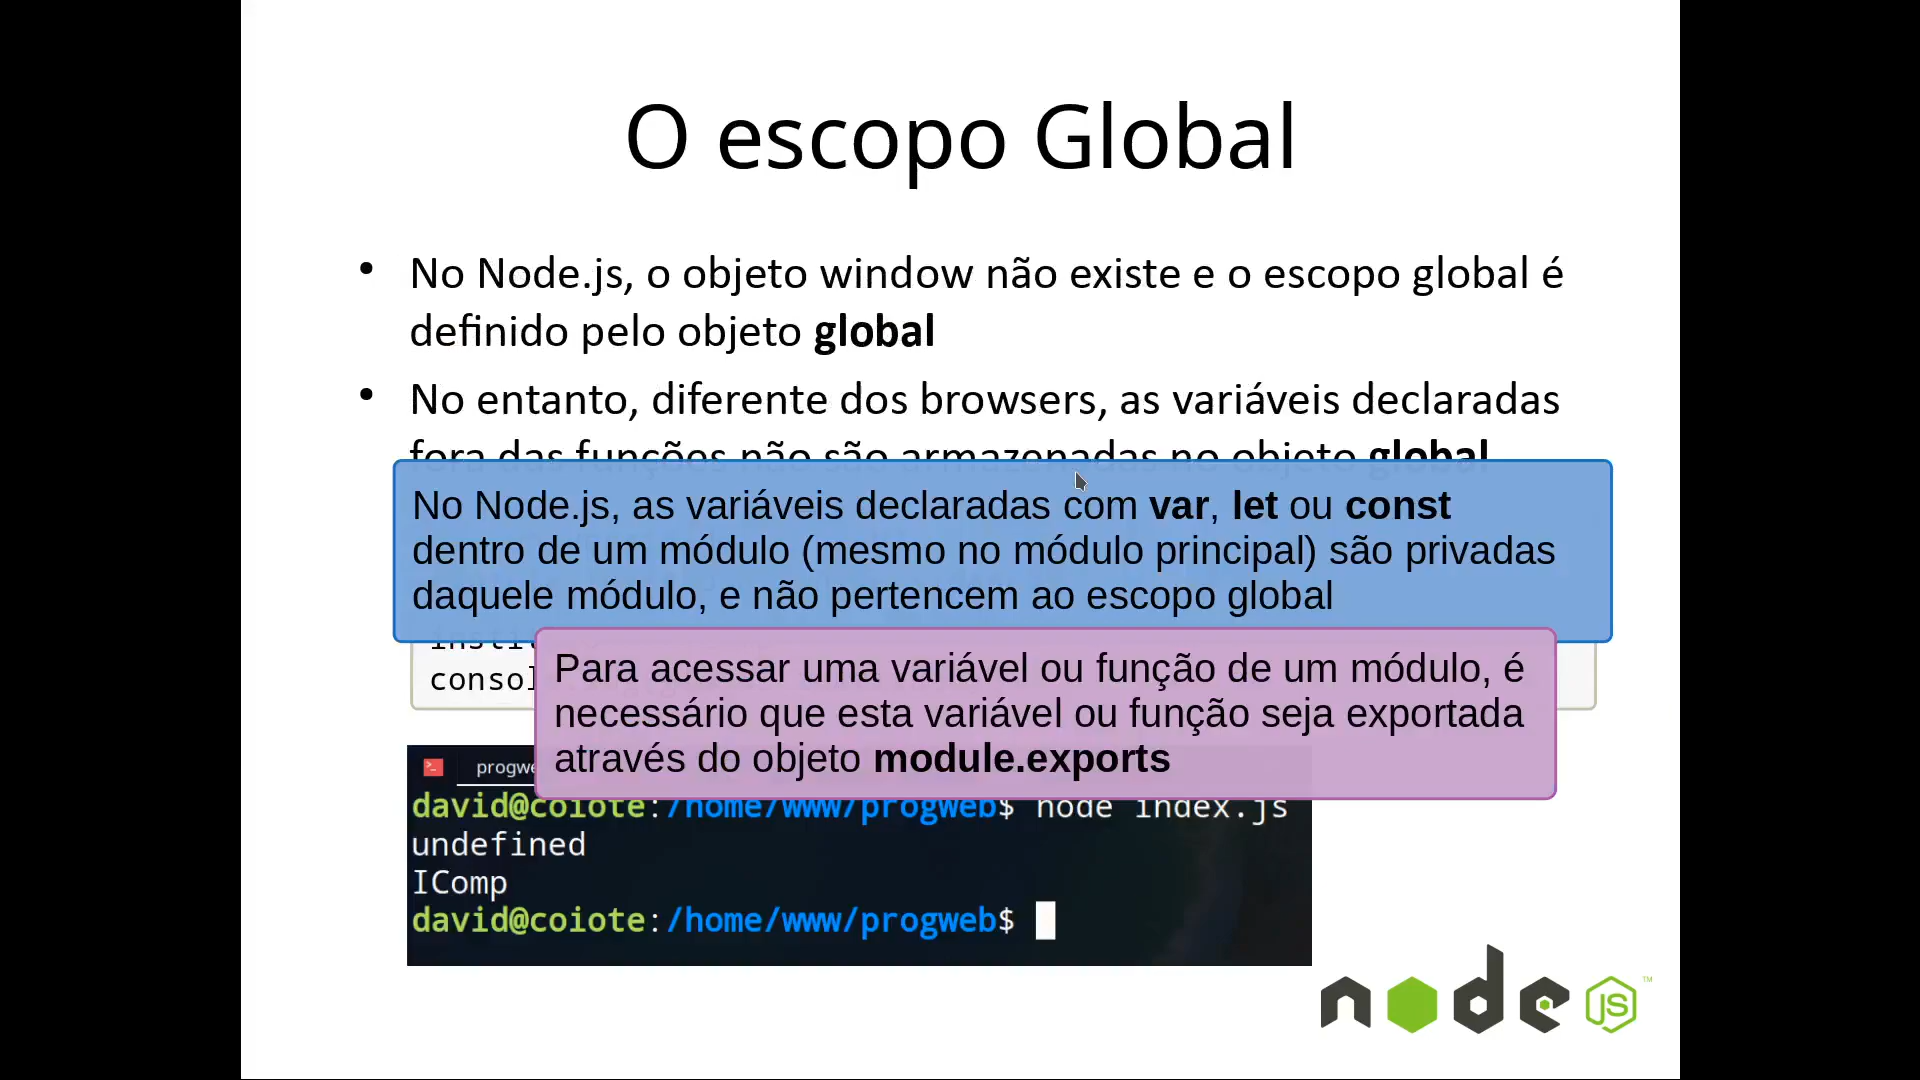 O escopo Global
• No Node.js, o objeto window não existe e o escopo global é
definido pelo objeto global
• No entanto, diferente dos browsers, as variáveis declaradas
fora das funções não são armazenadas no objeto global
No Node.js, as variáveis declaradas com var, let ou const
dentro de um módulo (mesmo no módulo principal) são privadas
daquele módulo, e não pertencem ao escopo global
Para acessar uma variável ou função de um módulo, é
necessário que esta variável ou função seja exportada
através do objeto module.exports
david@coiote:/home/www/progweb$ node index.js
undefined
IComp
david@coiote:/home/www/progweb$
node JS ™